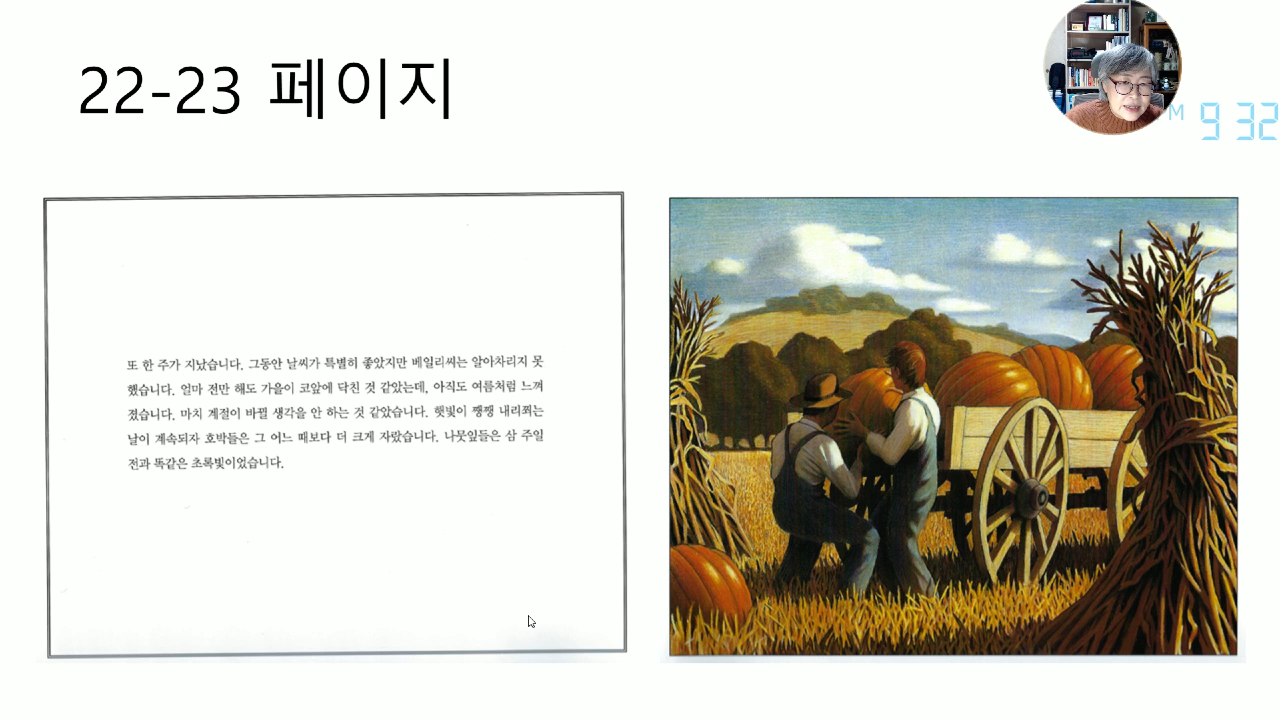 22-23 페이지
M 9 32
또 한 주가 지났습니다. 그동안 날씨가 특별히 좋았지만 베일리씨는 알아차리지 못
했습니다. 얼마 전만 해도 가을이 코앞에 닥친 것 같았는데, 아직도 여름처럼 느껴
졌습니다. 마치 계절이 바뀔 생각을 안 하는 것 같았습니다. 햇빛이 쨍쨍 내리쬐는
날이 계속되자 호박들은 그 어느 때보다 더 크게 자랐습니다. 나뭇잎들은 삼 주일
전과 똑같은 초록빛이었습니다.